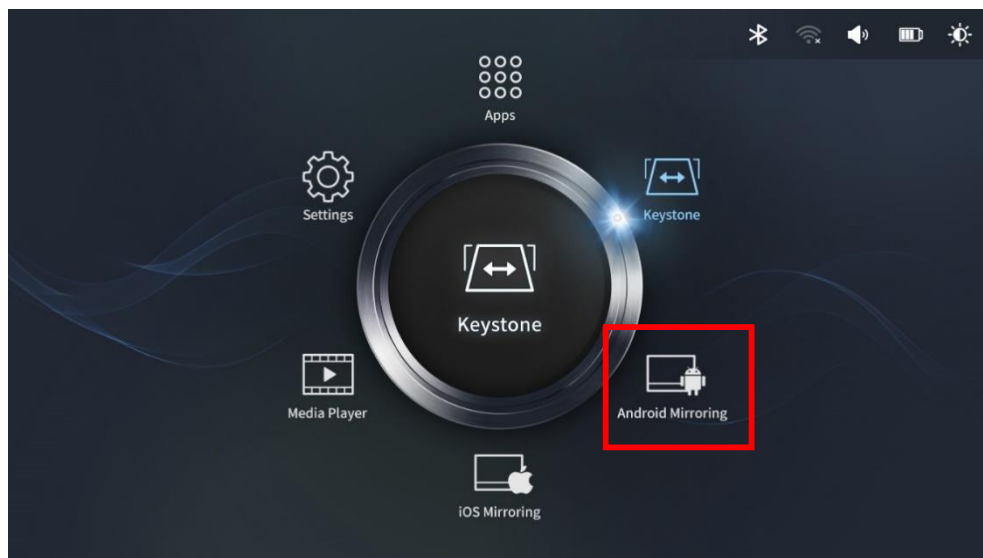 Apps
Settings
Keystone
Keystone
Media Player
Android Mirroring
iOS Mirroring